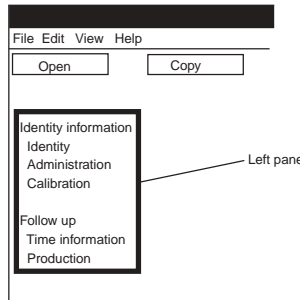 File Edit View Help
Open Copy
Identity information
Identity
Administration
Calibration
Left pane
Follow up
Time information
Production